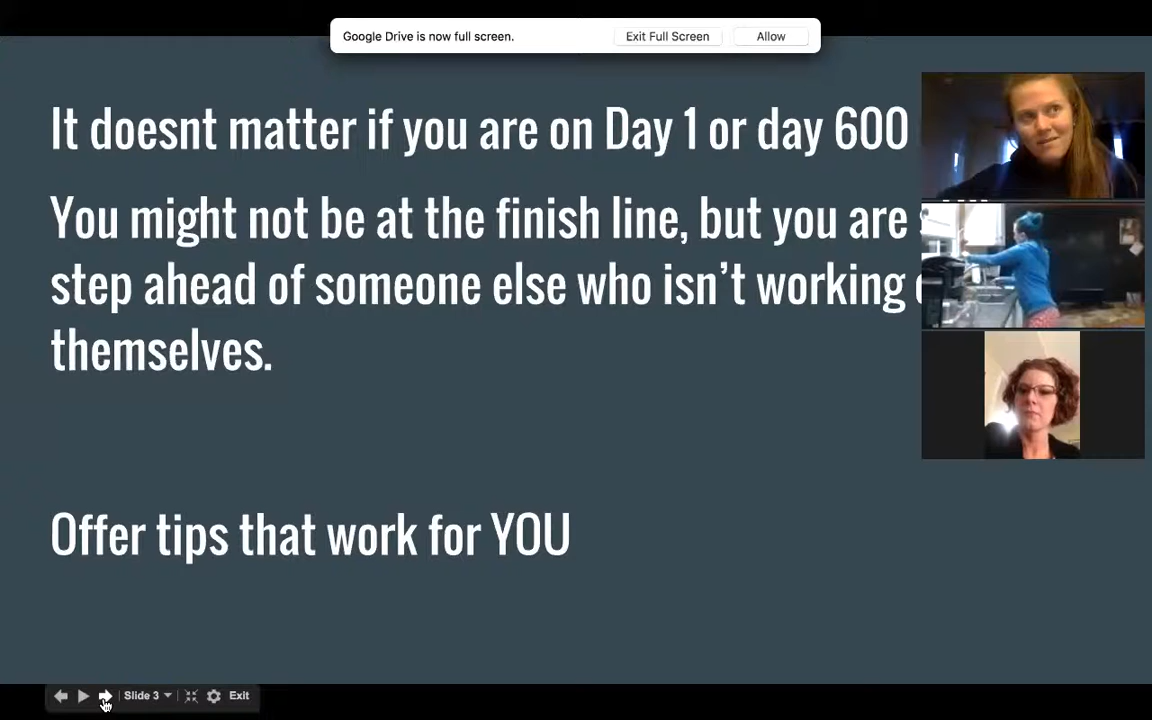 Google Drive is now full screen.
Exit Full Screen
Allow
It doesnt matter if you are on Day 1 or day 600
You might not be at the finish line, but you are
step ahead of someone else who isn't working
themselves.
Offer tips that work for YOU
Slide 3
Exit